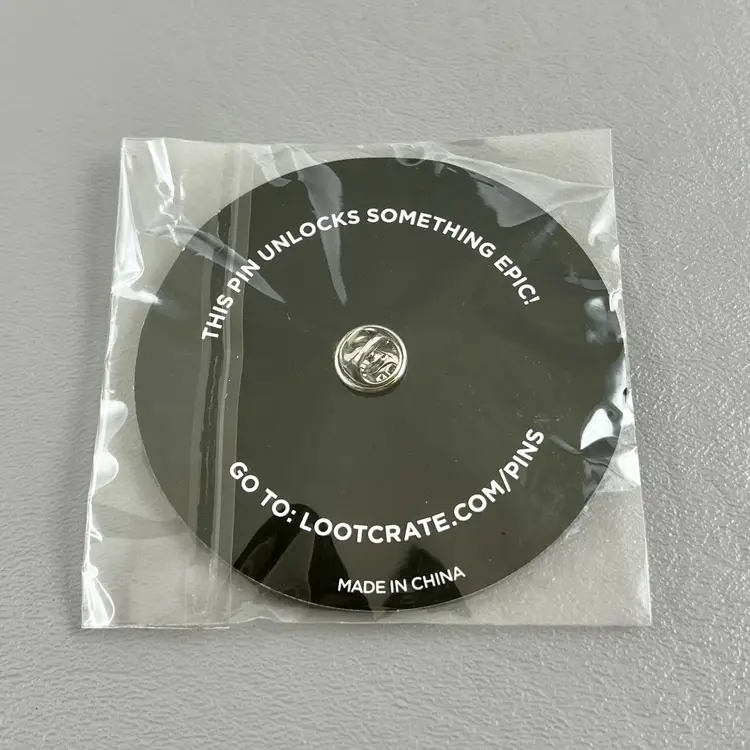 THIS PIN UNLOCKS SOMETHING EPIC!
GO TO: LOOTCRATE.COM/PINS
MADE IN CHINA